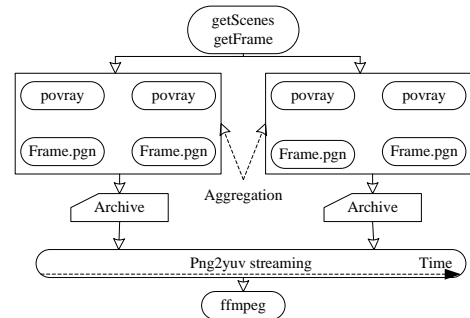 getScenes
getFrame
povray povray povray povray
Frame.pgn Frame.pgn Frame.pgn Frame.pgn
Aggregation
Archive Archive
Png2yuv streaming Time
ffmpeg